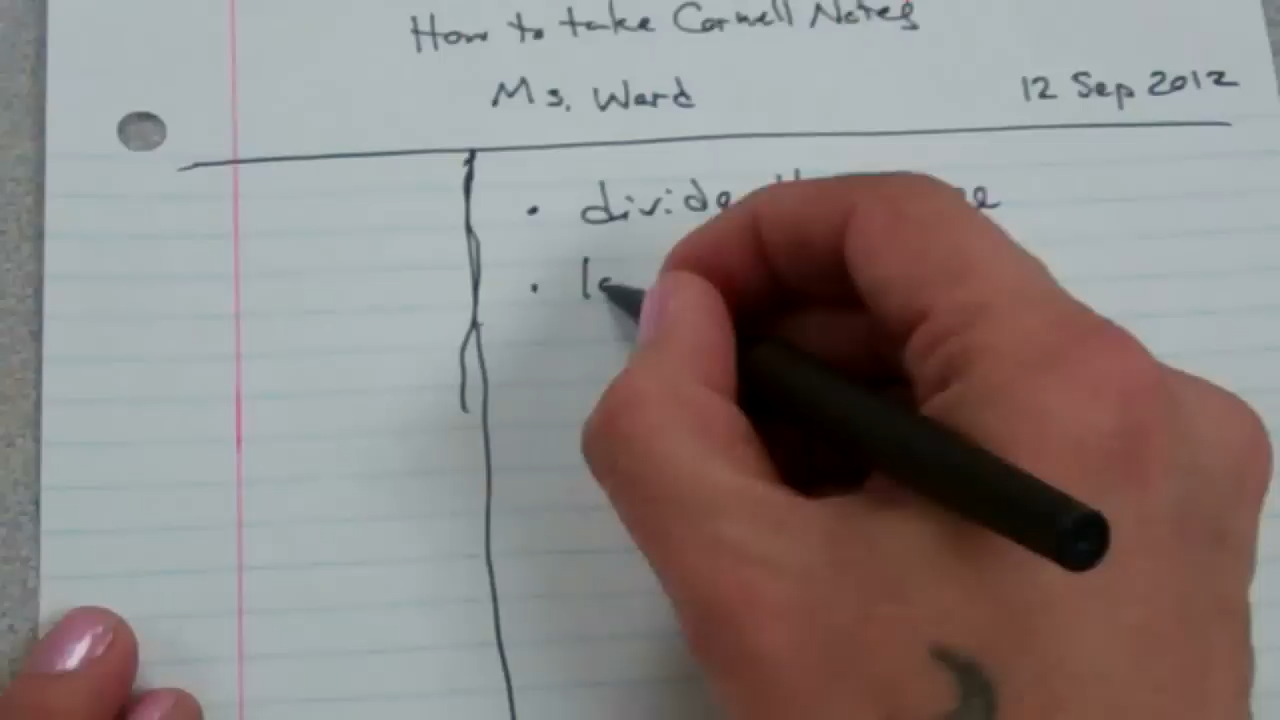 How to take Cornell Notes
Ms. Ward
12 Sep 2012
• divide
•